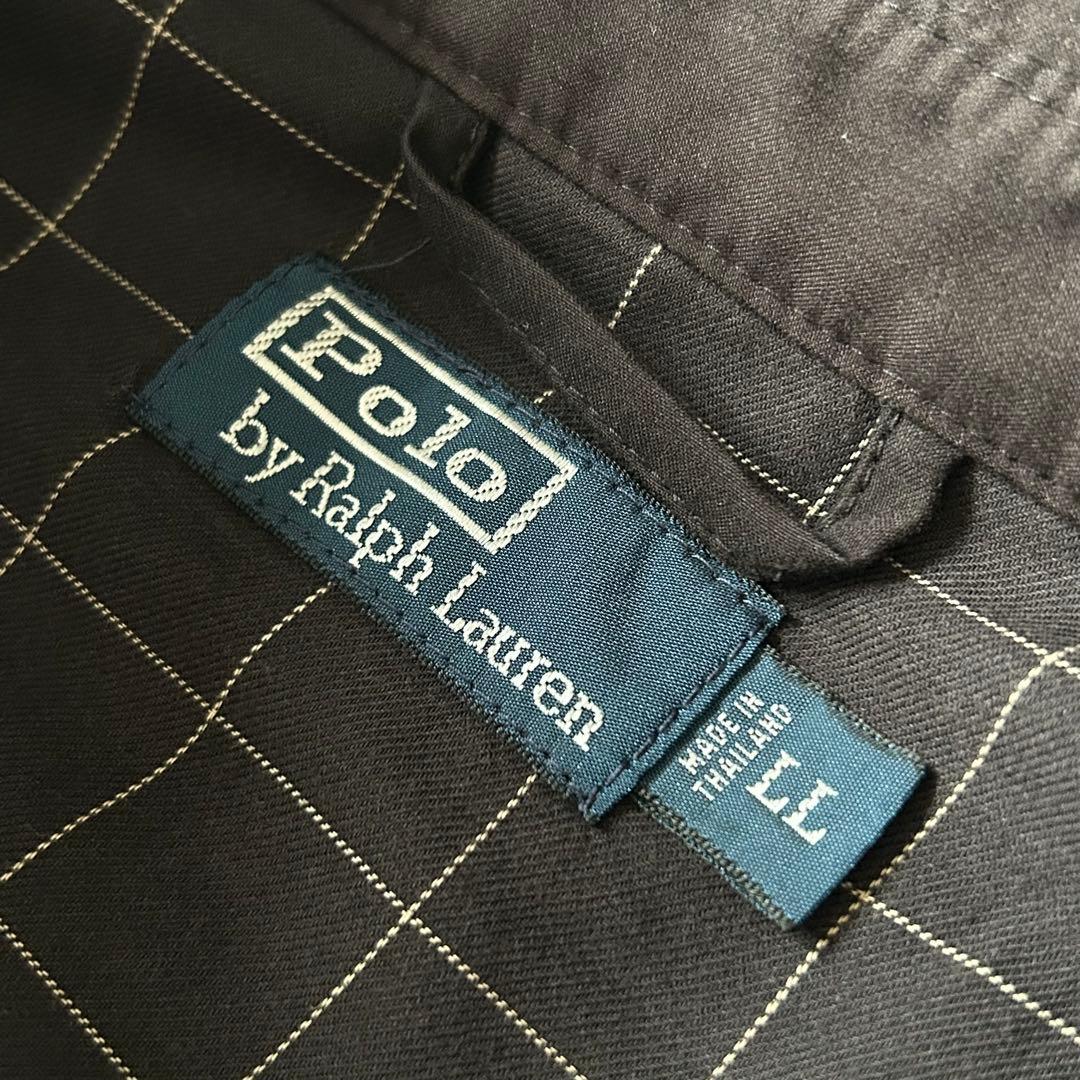 Polo
by Ralph Lauren
MADE IN
THAILAND
LL